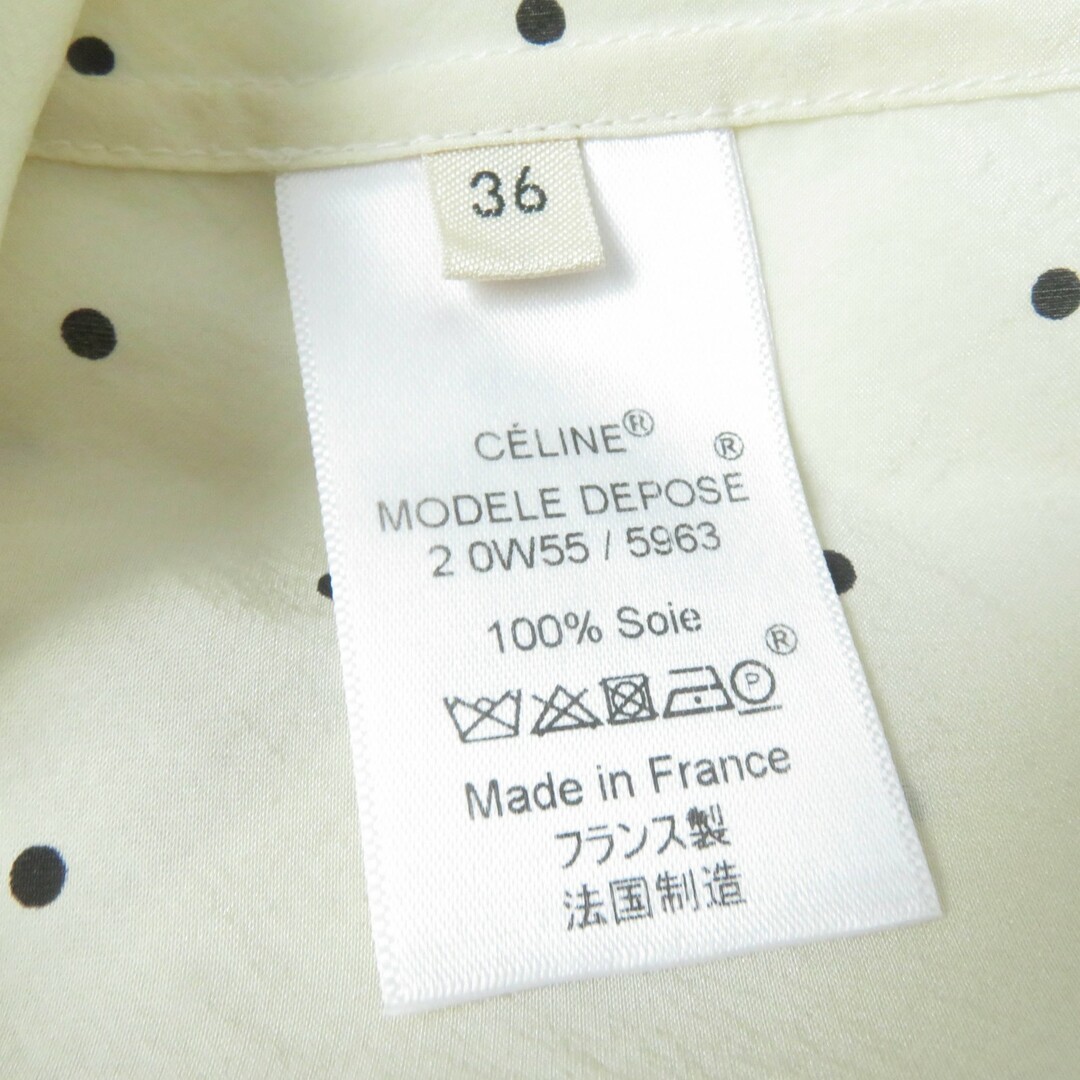 36
CÉLINE®
MODELE DEPOSE®
2 0W55 / 5963
100% Soie
P ®
Made in France
フランス製
法国制造